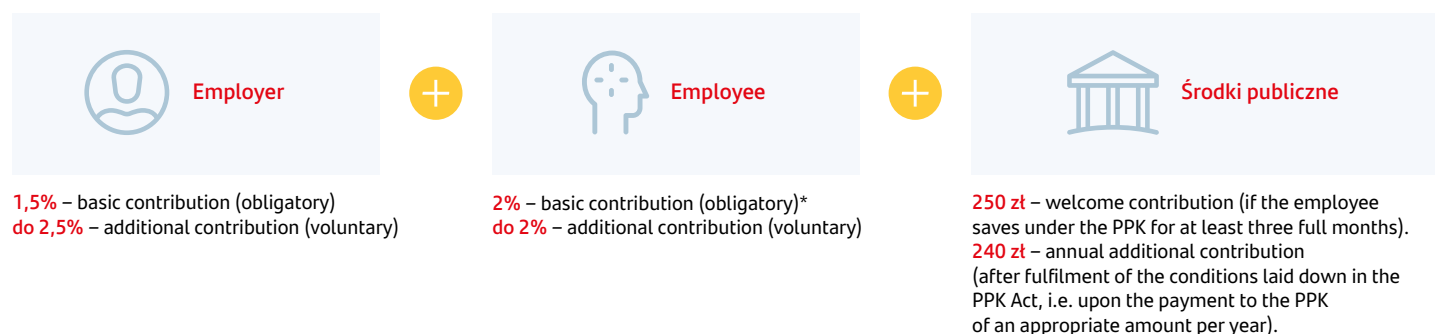 Employer
Employee
Środki publiczne
1,5% – basic contribution (obligatory)
do 2,5% – additional contribution (voluntary)
2% – basic contribution (obligatory)*
do 2% – additional contribution (voluntary)
250 zł – welcome contribution (if the employee
saves under the PPK for at least three full months).
240 zł – annual additional contribution
(after fulfilment of the conditions laid down in the
PPK Act, i.e. upon the payment to the PPK
of an appropriate amount per year).